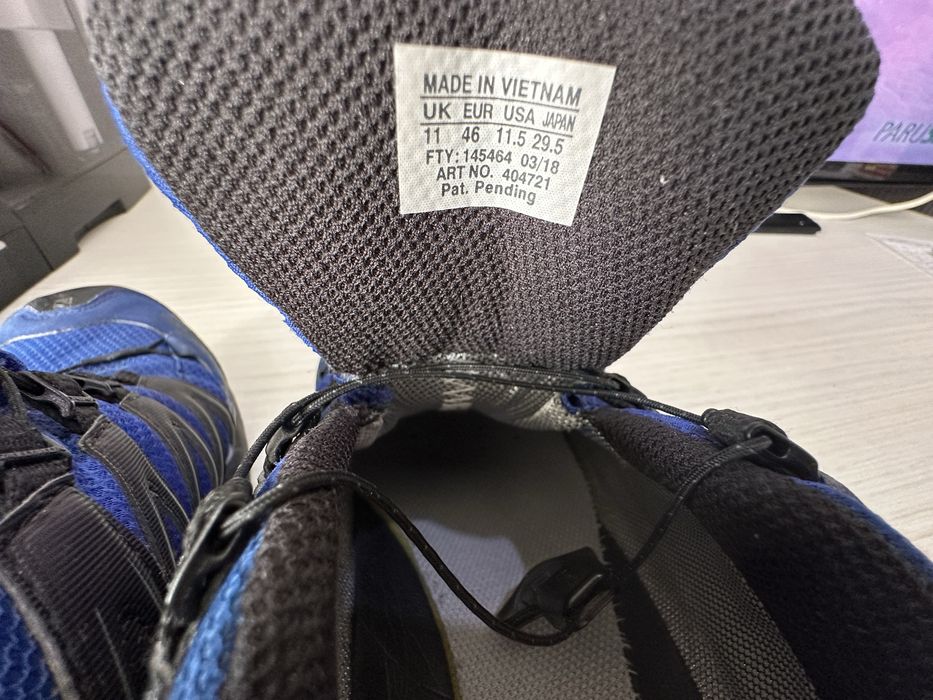 MADE IN VIETNAM
UK EUR USA JAPAN
11 46 11.5 29.5
FTY: 145464 03/18
ART NO. 404721
Pat. Pending
PARUS